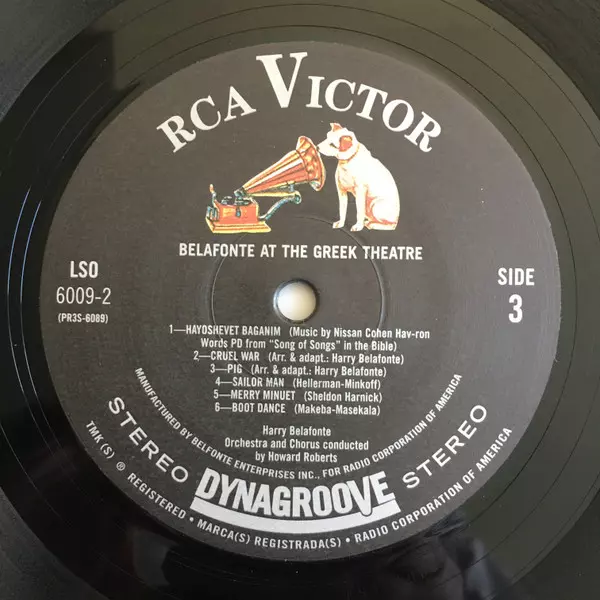 RCA VICTOR
BELAFONTE AT THE GREEK THEATRE
LSO
6009-2
(PR3S-6089)
SIDE
3
1—HAYOSHEVET BAGANIM (Music by Nissan Cohen Hav-ron
Words PD from "Song of Songs" in the Bible)
2—CRUEL WAR (Arr. & adapt.: Harry Belafonte)
3—PIG (Arr. & adapt.: Harry Belafonte)
4—SAILOR MAN (Hellerman-Minkoff)
5—MERRY MINUET (Sheldon Harnick)
6—BOOT DANCE (Makeba-Masekala)
Harry Belafonte
Orchestra and Chorus conducted
by Howard Roberts
MANUFACTURED BY BELFONTE ENTERPRISES INC., FOR RADIO CORPORATION OF AMERICA
STEREO DYNAGROOVE STEREO
TMK (S) ® REGISTERED • MARCA(S) REGISTRADA(S) • RADIO CORPORATION OF AMERICA